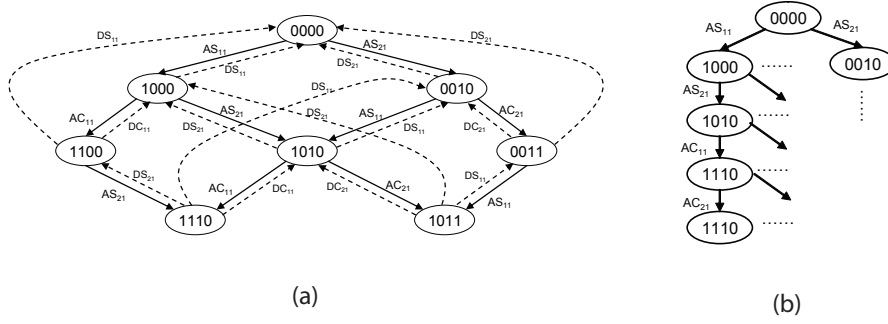 0000
DS11
AS11
DS11
DS21
AS21
DS21
1000
DS11
0010
AC11
DC11
DS21
AS21
DS21
AS11
DS11
DC21
AC21
1100
1010
0011
DS21
AS21
AC11
DC11
DC21
AC21
DS11
AS11
1110
1011
(a)
0000
AS11
AS21
1000
......
0010
AS21
1010
......
AC11
1110
......
AC21
1110
......
(b)